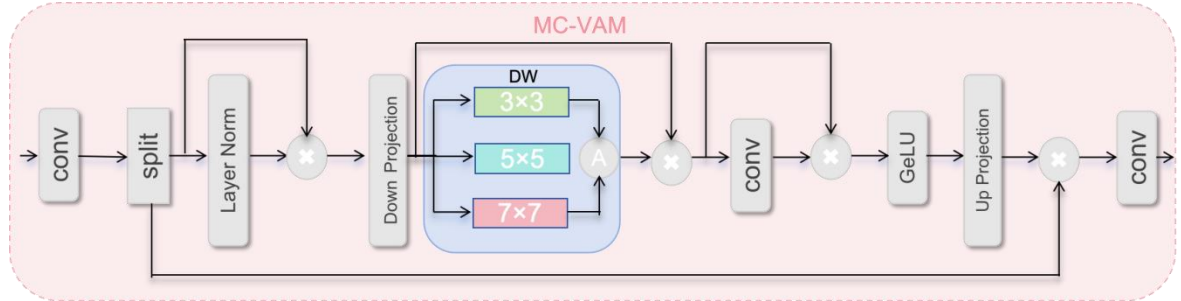 MC-VAM
conv
split
Layer Norm
×
Down Projection
DW
3×3
5×5
7×7
A
×
conv
×
GeLU
Up Projection
×
conv